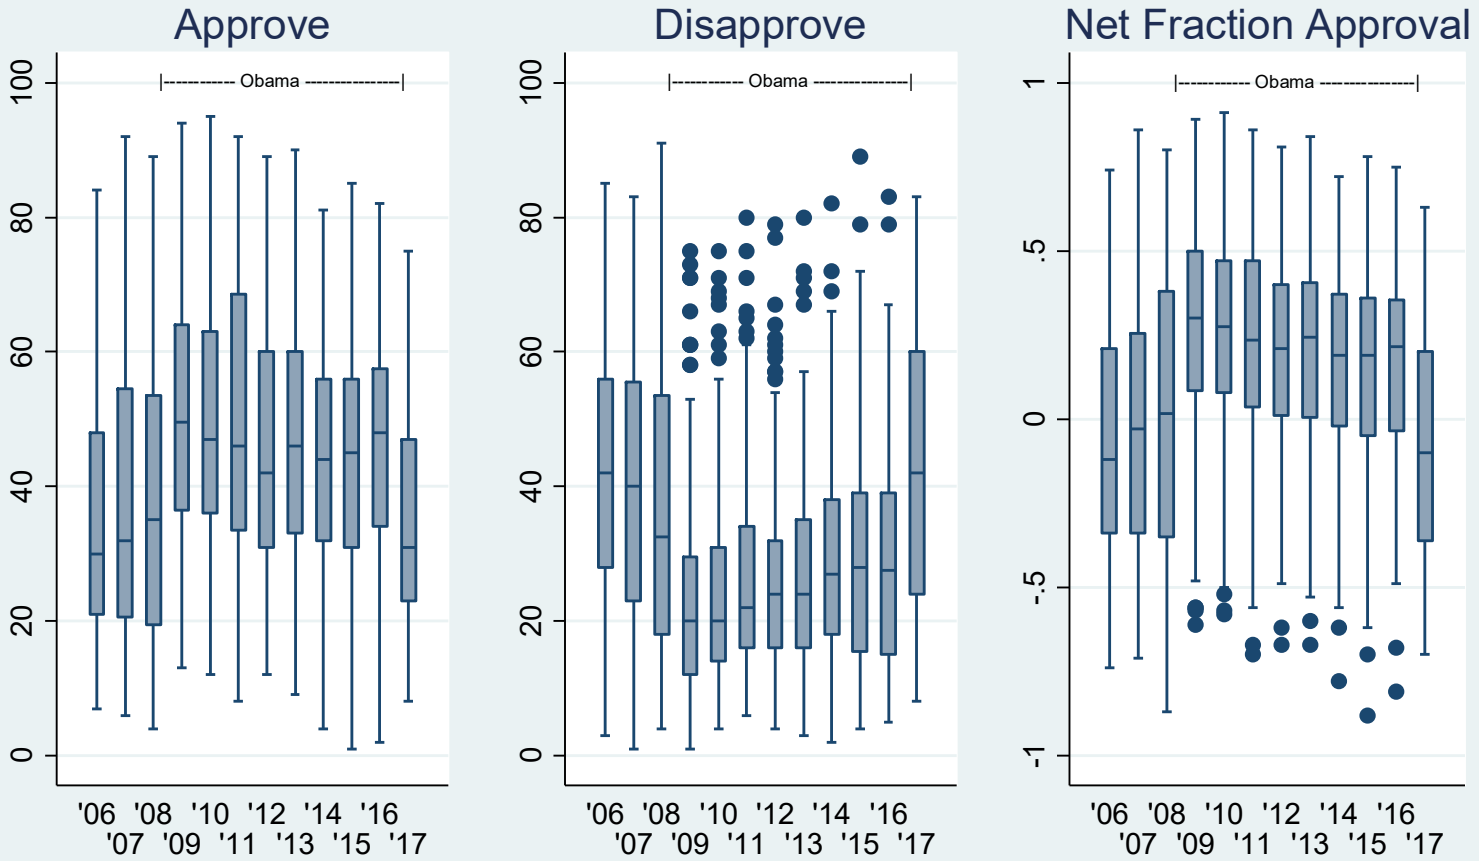 Approve
|------------ Obama ----------------|
100
80
60
40
20
0
'06 '08 '10 '12 '14 '16
'07 '09 '11 '13 '15 '17
Disapprove
|------------ Obama ----------------|
100
80
60
40
20
0
'06 '08 '10 '12 '14 '16
'07 '09 '11 '13 '15 '17
Net Fraction Approval
|------------ Obama ----------------|
1
.5
0
-.5
-1
'06 '08 '10 '12 '14 '16
'07 '09 '11 '13 '15 '17